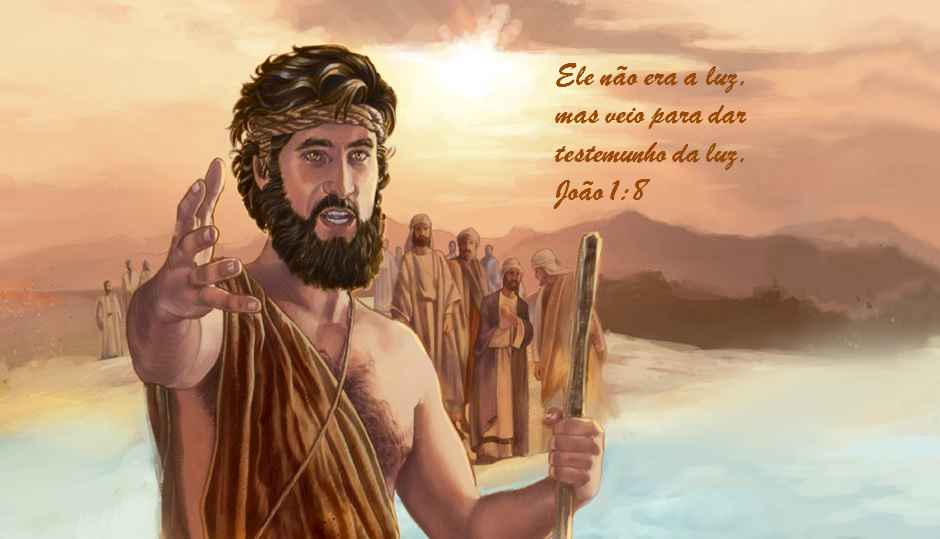 Ele não era a luz,
mas veio para dar
testemunho da luz.
João 1:8